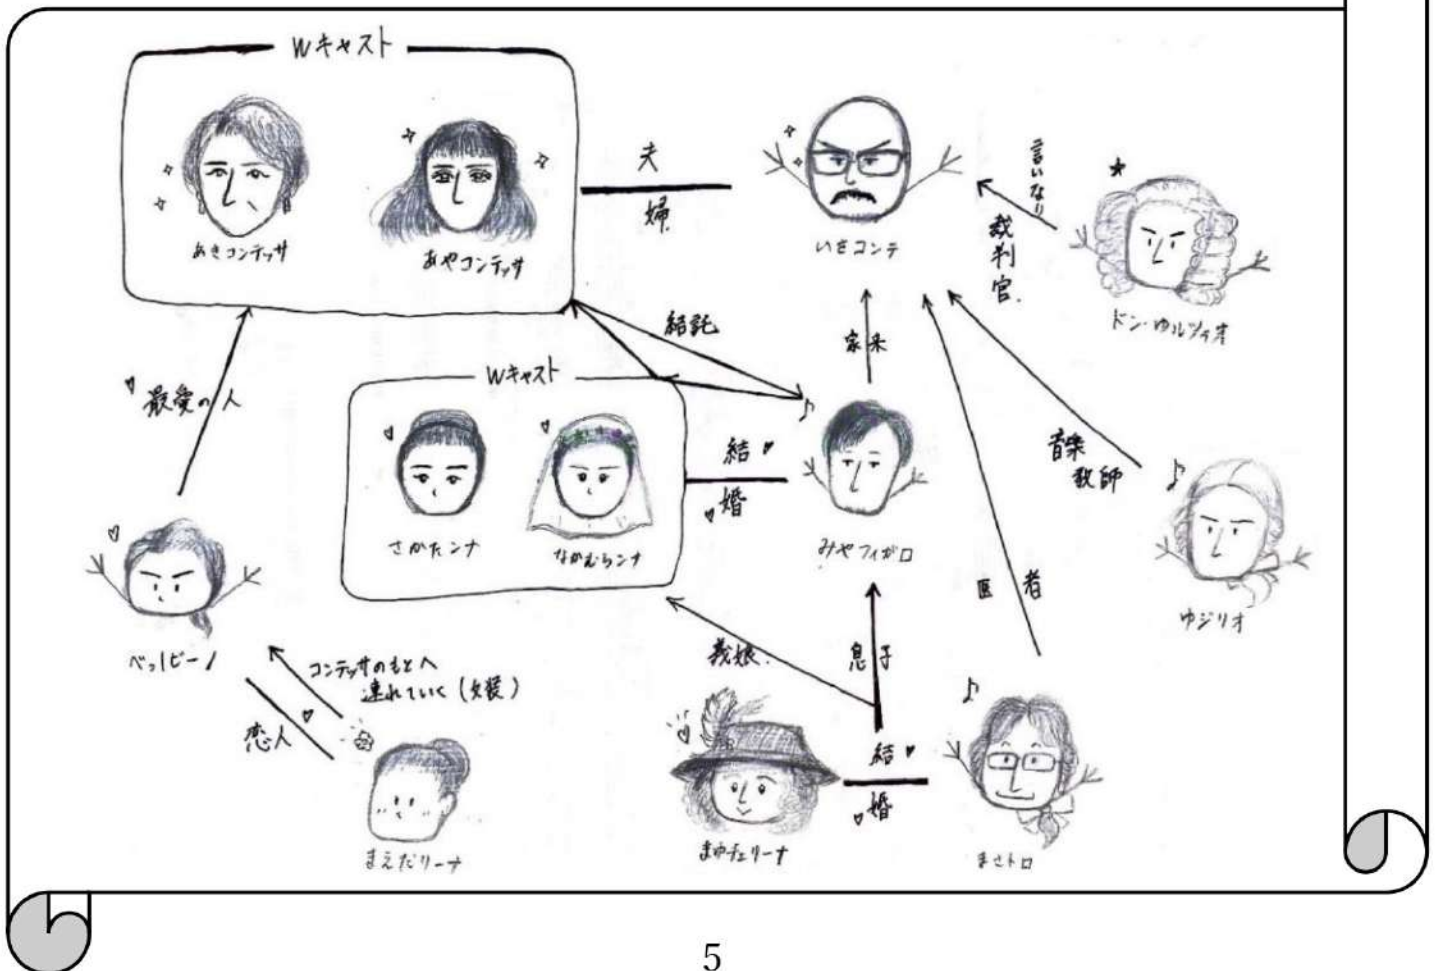 Wキャスト
あきコンテッサ
あやコンテッサ
夫
婦
いさコンテ
言いなり
裁判官.
ドン・ゆルツィオ
結託
家来
最愛の人
Wキャスト
さかたンナ
なかむらンナ
結
婚
みやフィガロ
音楽
教師
ゆジリオ
医者
べっlビーノ
コンテッサのもとへ
連れていく(女装)
恋人
まえだリーナ
義娘.
息子
結
婚
まゆチェリーナ
まさトロ
5